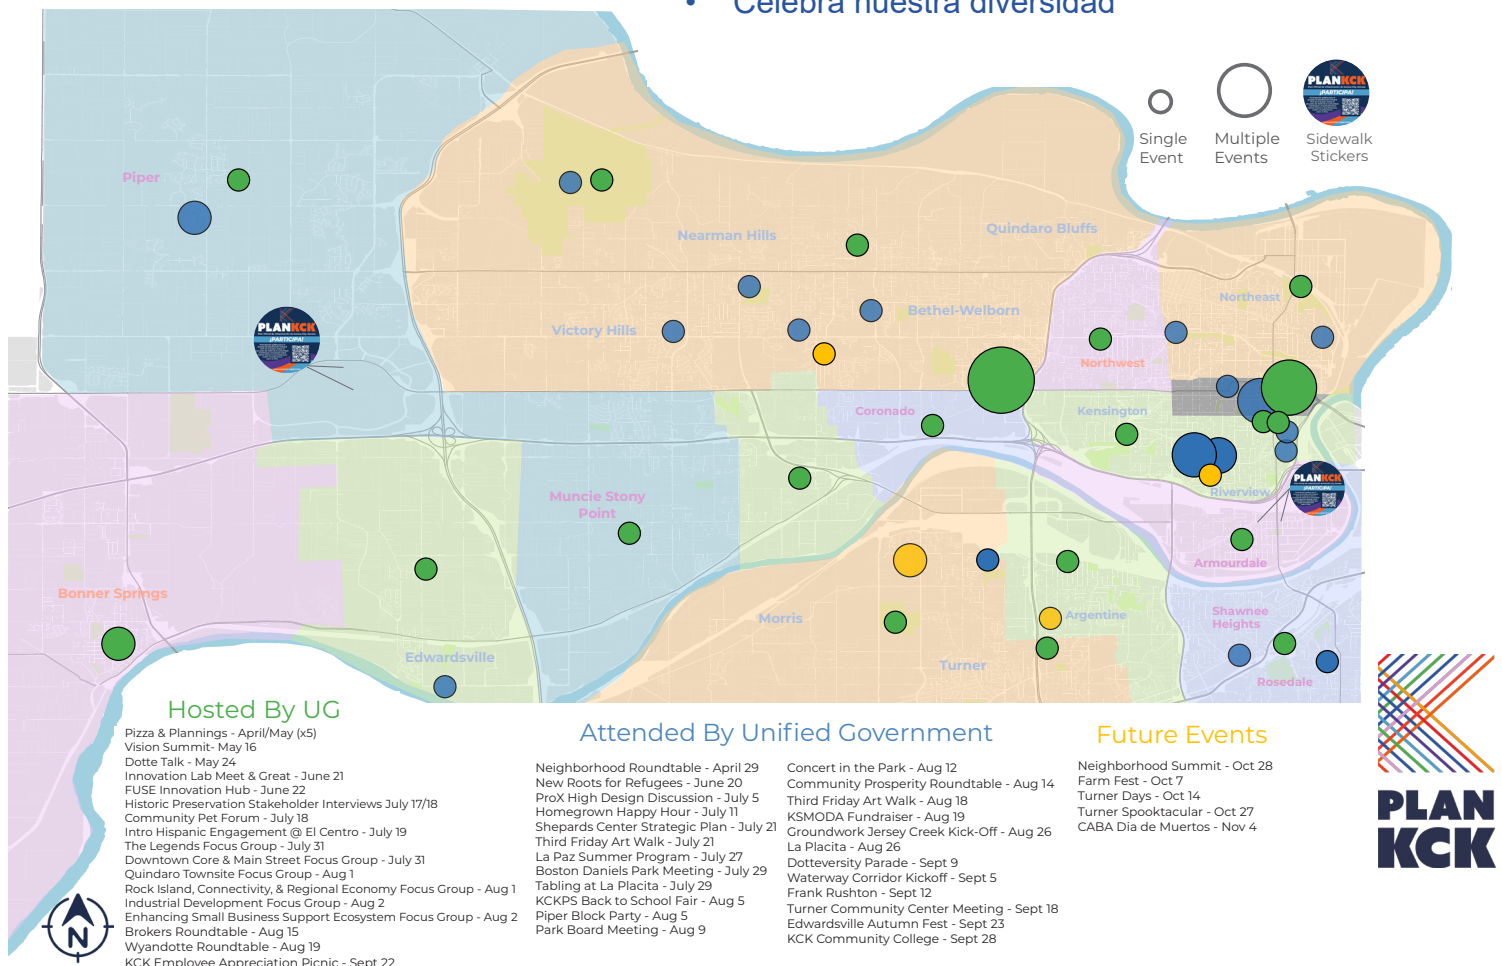 • Celebra nuestra diversidad
Single
Event
Multiple
Events
PLANKCK
¡PARTICIPA!
Sidewalk
Stickers
Piper
Nearman Hills
Quindaro Bluffs
Northeast
Victory Hills
Bethel-Welborn
PLANKCK
¡PARTICIPA!
Northwest
Coronado
Kensington
Muncie Stony
Point
Riverview
PLANKCK
¡PARTICIPA!
Armourdale
Bonner Springs
Morris
Argentine
Shawnee
Heights
Edwardsville
Turner
Rosedale
Hosted By UG
Pizza & Plannings - April/May (x5)
Vision Summit- May 16
Dotte Talk - May 24
Innovation Lab Meet & Great - June 21
FUSE Innovation Hub - June 22
Historic Preservation Stakeholder Interviews July 17/18
Community Pet Forum - July 18
Intro Hispanic Engagement @ El Centro - July 19
The Legends Focus Group - July 31
Downtown Core & Main Street Focus Group - July 31
Quindaro Townsite Focus Group - Aug 1
Rock Island, Connectivity, & Regional Economy Focus Group - Aug 1
Industrial Development Focus Group - Aug 2
Enhancing Small Business Support Ecosystem Focus Group - Aug 2
Brokers Roundtable - Aug 15
Wyandotte Roundtable - Aug 19
KCK Employee Appreciation Picnic - Sept 22
N
Attended By Unified Government
Neighborhood Roundtable - April 29
New Roots for Refugees - June 20
ProX High Design Discussion - July 5
Homegrown Happy Hour - July 11
Shepards Center Strategic Plan - July 21
Third Friday Art Walk - July 21
La Paz Summer Program - July 27
Boston Daniels Park Meeting - July 29
Tabling at La Placita - July 29
KCKPS Back to School Fair - Aug 5
Piper Block Party - Aug 5
Park Board Meeting - Aug 9
Concert in the Park - Aug 12
Community Prosperity Roundtable - Aug 14
Third Friday Art Walk - Aug 18
KSMODA Fundraiser - Aug 19
Groundwork Jersey Creek Kick-Off - Aug 26
La Placita - Aug 26
Dotteversity Parade - Sept 9
Waterway Corridor Kickoff - Sept 5
Frank Rushton - Sept 12
Turner Community Center Meeting - Sept 18
Edwardsville Autumn Fest - Sept 23
KCK Community College - Sept 28
Future Events
Neighborhood Summit - Oct 28
Farm Fest - Oct 7
Turner Days - Oct 14
Turner Spooktacular - Oct 27
CABA Dia de Muertos - Nov 4
PLAN
KCK